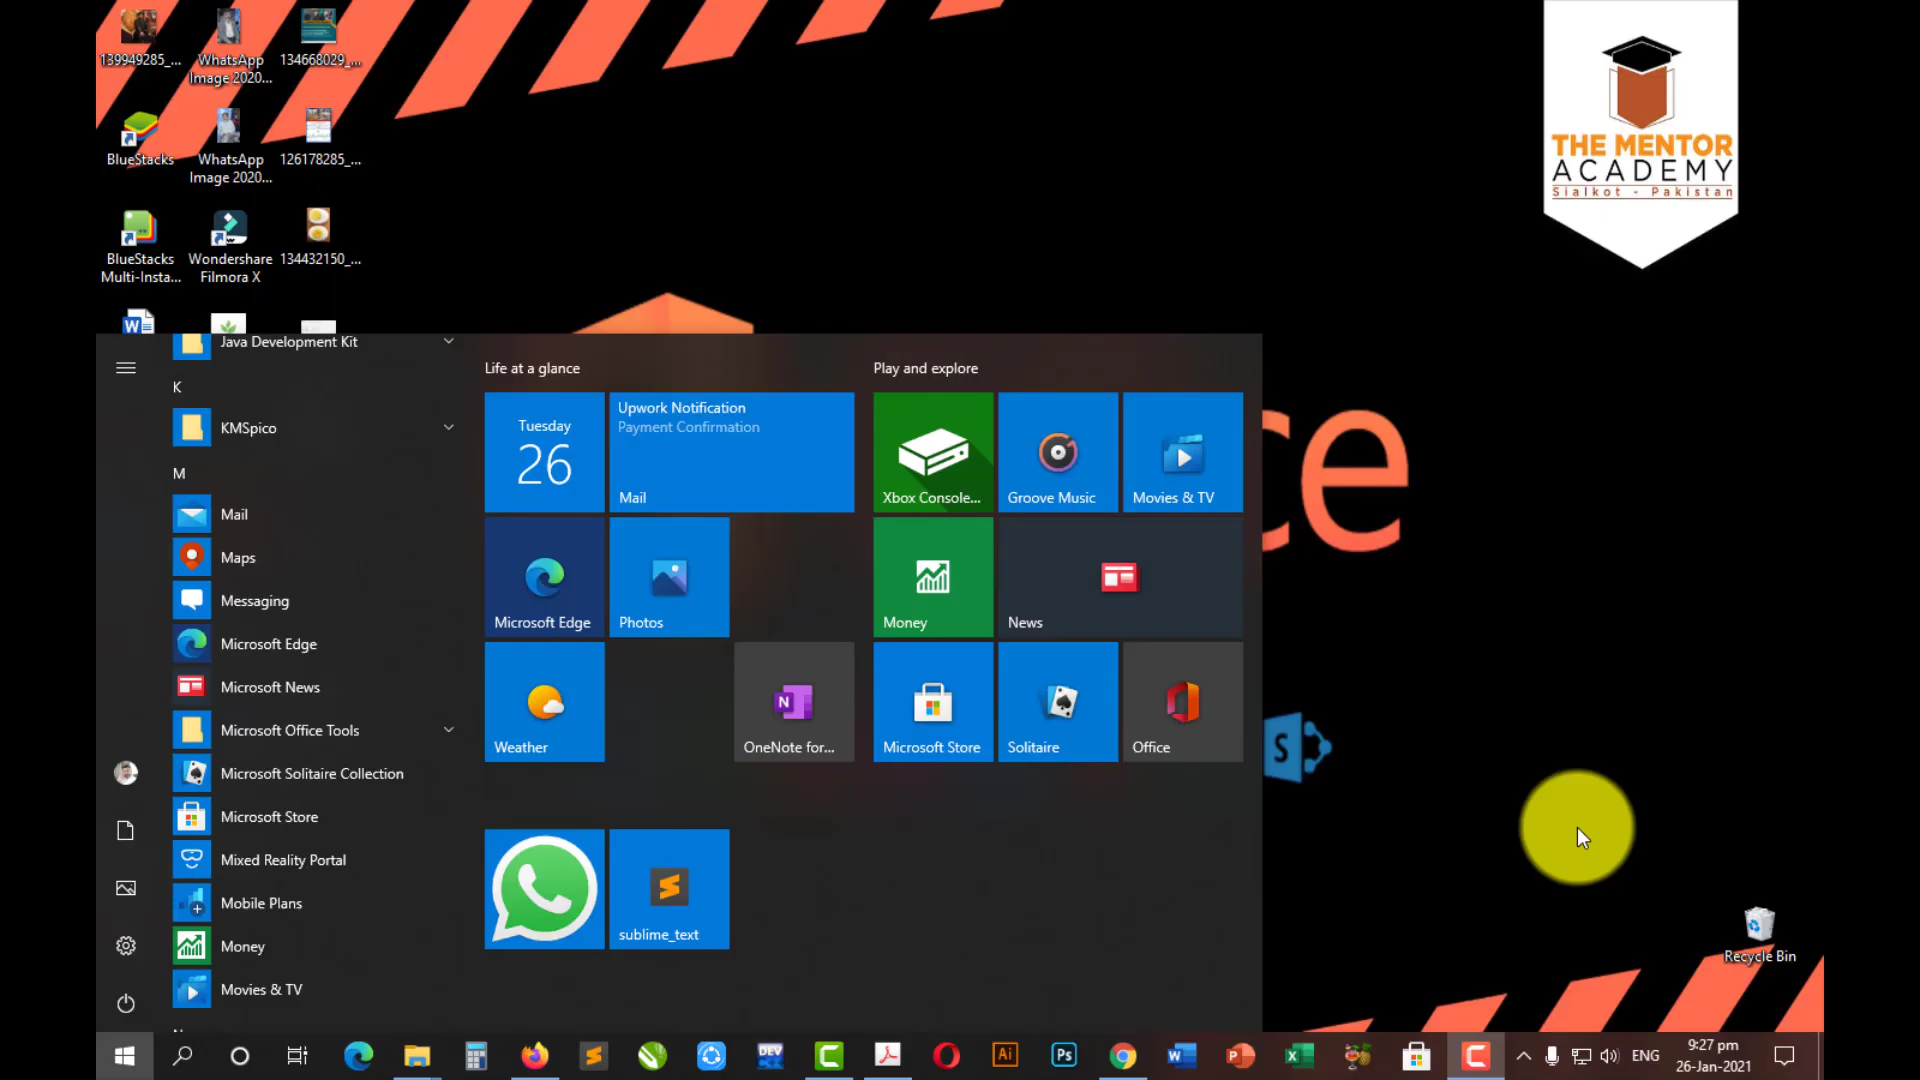 139949285_...
WhatsApp
Image 2020...
134668029_...
BlueStacks
WhatsApp
Image 2020...
126178285_...
BlueStacks
Multi-Insta...
Wondershare
Filmora X
134432150_...
THE MENTOR
ACADEMY
Sialkot - Pakistan
ce
Java Development Kit
K
KMSpico
M
Mail
Maps
Messaging
Microsoft Edge
Microsoft News
Microsoft Office Tools
Microsoft Solitaire Collection
Microsoft Store
Mixed Reality Portal
Mobile Plans
Money
Movies & TV
Life at a glance
Tuesday
26
Upwork Notification
Payment Confirmation
Mail
Microsoft Edge
Photos
Weather
OneNote for...
sublime_text
Play and explore
Xbox Console...
Groove Music
Movies & TV
Money
News
Microsoft Store
Solitaire
Office
Recycle Bin
DEV
Ai
Ps
ENG
9:27 pm
26-Jan-2021